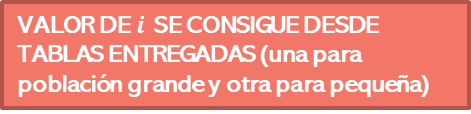 VALOR DE i SE CONSIGUE DESDE
TABLAS ENTREGADAS (una para
población grande y otra para pequeña)